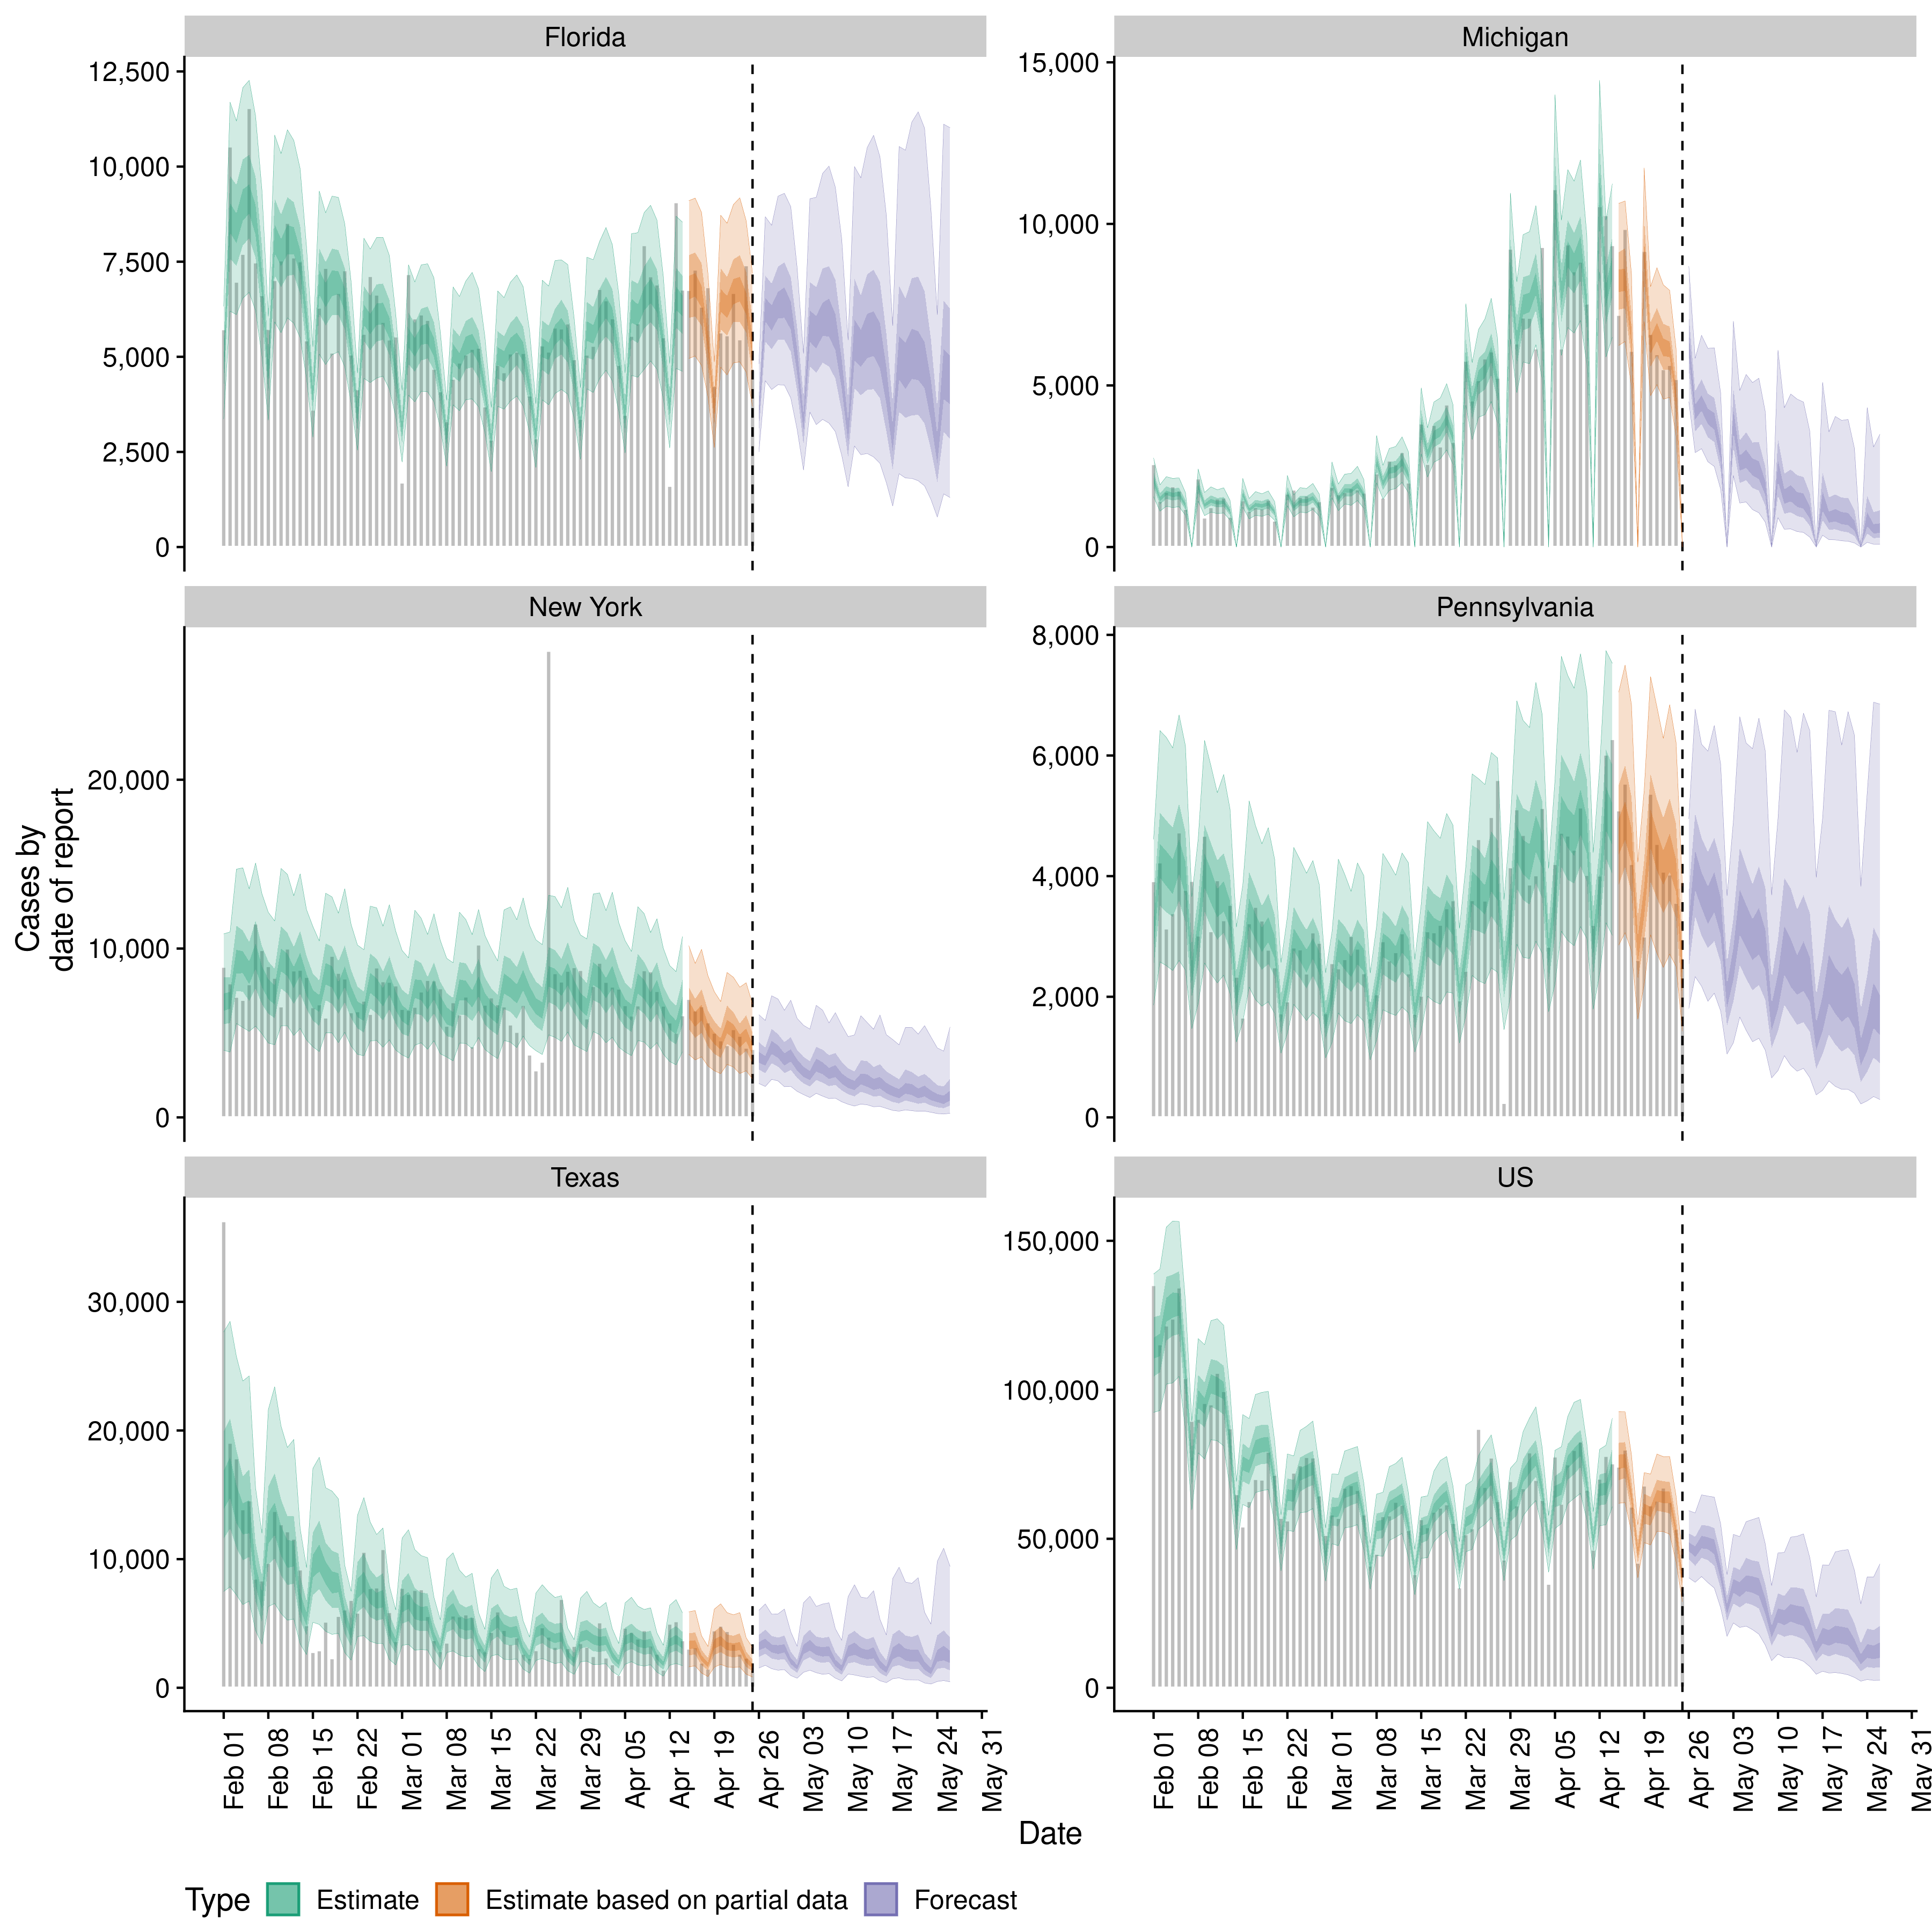 Florida
Michigan
12,500
10,000
7,500
5,000
2,500
0
15,000
10,000
5,000
0
New York
Pennsylvania
20,000
10,000
0
8,000
6,000
4,000
2,000
0
Cases by
date of report
Texas
US
30,000
20,000
10,000
0
150,000
100,000
50,000
0
Feb 01
Feb 08
Feb 15
Feb 22
Mar 01
Mar 08
Mar 15
Mar 22
Mar 29
Apr 05
Apr 12
Apr 19
Apr 26
May 03
May 10
May 17
May 24
May 31
Feb 01
Feb 08
Feb 15
Feb 22
Mar 01
Mar 08
Mar 15
Mar 22
Mar 29
Apr 05
Apr 12
Apr 19
Apr 26
May 03
May 10
May 17
May 24
May 31
Date
Type Estimate Estimate based on partial data Forecast